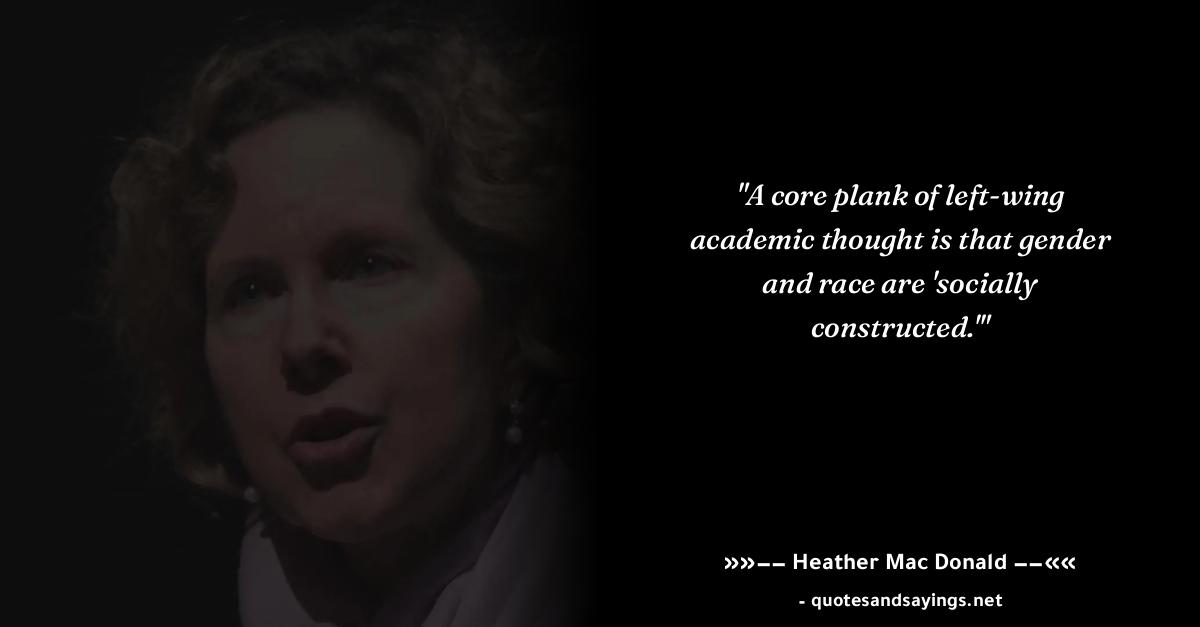 "A core plank of left-wing
academic thought is that gender
and race are 'socially
constructed.'"
»»−− Heather Mac Donald −−««
- quotesandsayings.net